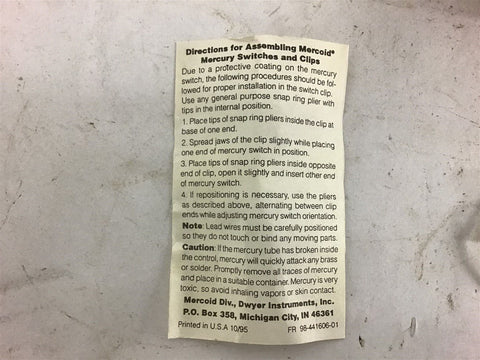 Directions for Assembling Mercoid®
Mercury Switches and Clips
Due to a protective coating on the mercury
switch, the following procedures should be fol-
lowed for proper installation in the switch clip.
Use any general purpose snap ring plier with
tips in the internal position.
1. Place tips of snap ring pliers inside the clip at
base of one end.
2. Spread jaws of the clip slightly while placing
one end of mercury switch in position.
3. Place tips of snap ring pliers inside opposite
end of clip, open it slightly and insert other end
of mercury switch.
4. If repositioning is necessary, use the pliers
as described above, alternating between clip
ends while adjusting mercury switch orientation.
Note: Lead wires must be carefully positioned
so they do not touch or bind any moving parts.
Caution: If the mercury tube has broken inside
the control, mercury will quickly attack any brass
or solder. Promptly remove all traces of mercury
and place in a suitable container. Mercury is very
toxic, so avoid inhaling vapors or skin contact.
Mercoid Div., Dwyer Instruments, Inc.
P.O. Box 358, Michigan City, IN 46361
Printed in U.S.A 10/95 FR 98-441606-01